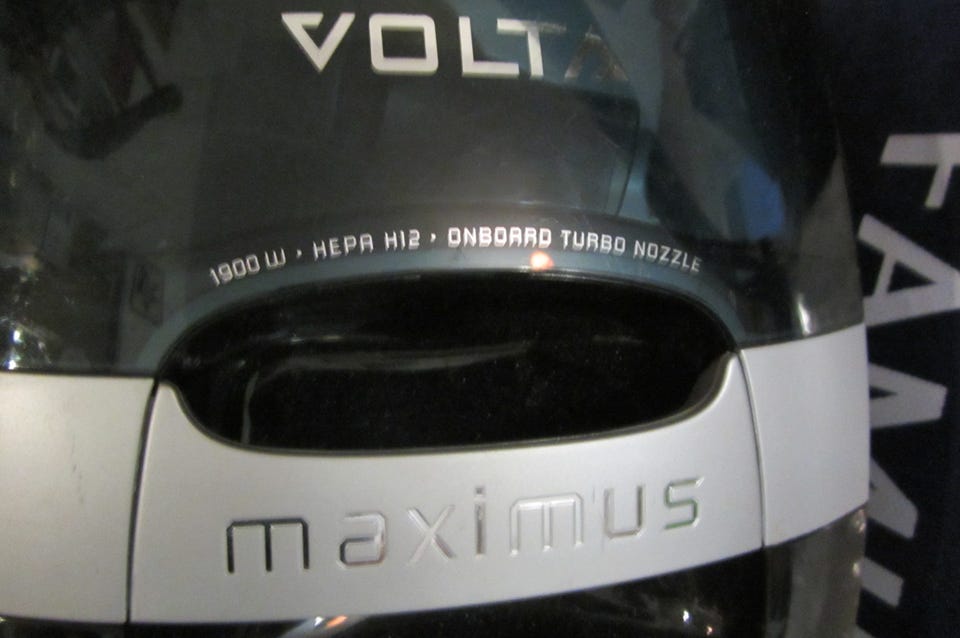 VOLTA
1900 W • HEPA H12 • ONBOARD TURBO NOZZLE
maximus